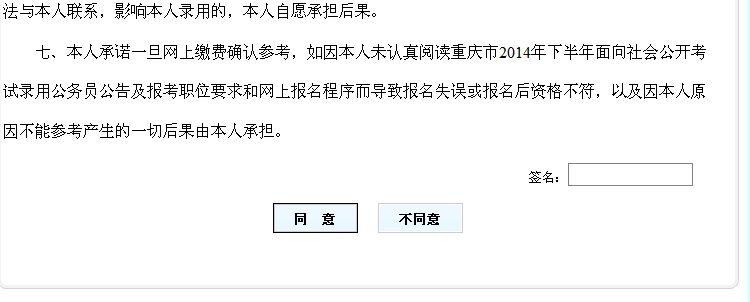 法与本人联系，影响本人录用的，本人自愿承担后果。
七、本人承诺一旦网上缴费确认参考，如因本人未认真阅读重庆市2014年下半年面向社会公开考
试录用公务员公告及报考职位要求和网上报名程序而导致报名失误或报名后资格不符，以及因本人原
因不能参考产生的一切后果由本人承担。
签名：
同 意 不同意